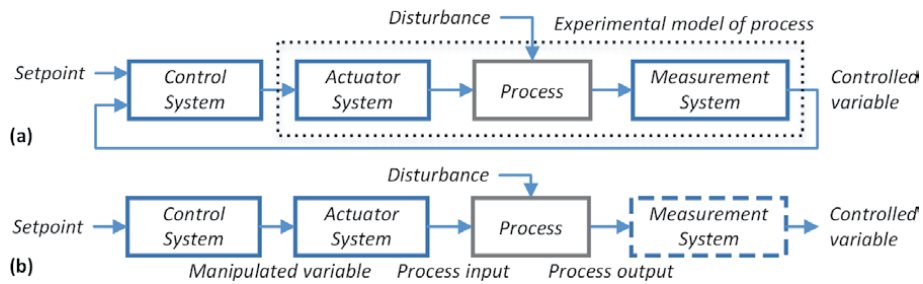 Disturbance
Experimental model of process
Setpoint
Control
System
Actuator
System
Process
Measurement
System
Controlled
variable
(a)
Disturbance
Setpoint
Control
System
Actuator
System
Process
Measurement
System
Controlled
variable
(b)
Manipulated variable
Process input
Process output